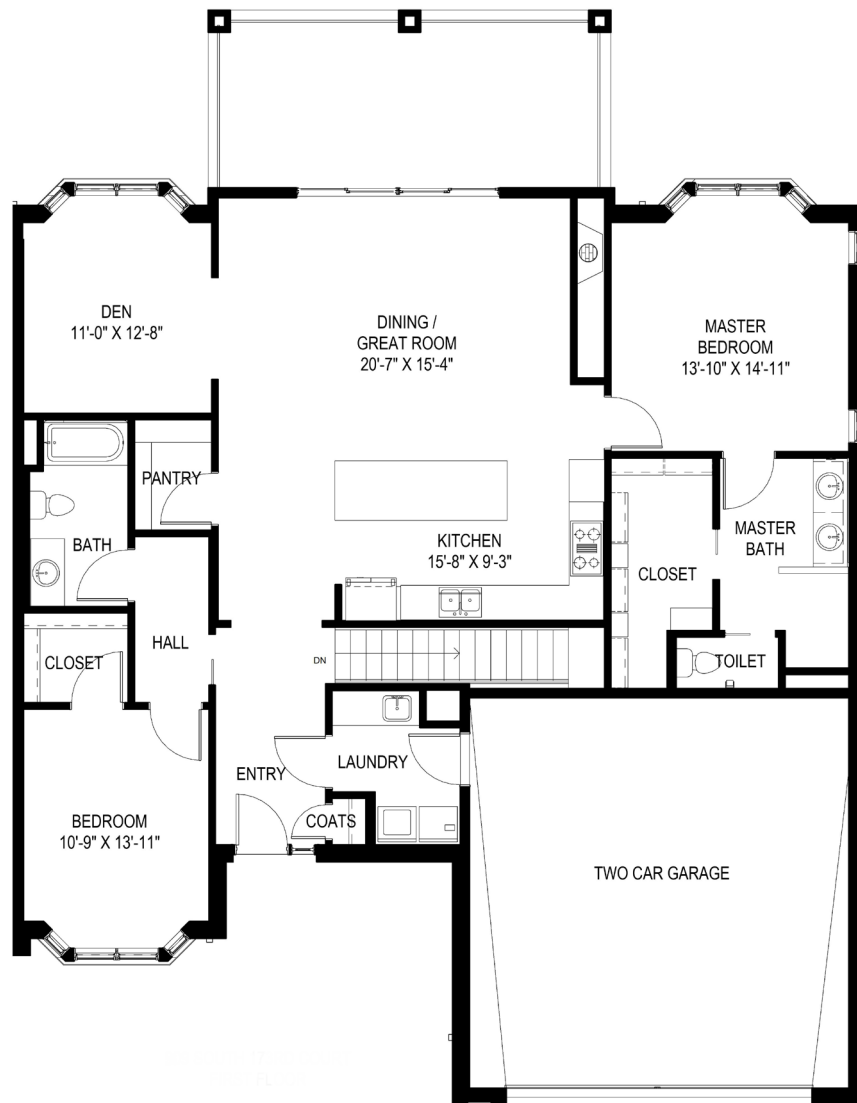 DEN
11'-0" X 12'-8"
DINING /
GREAT ROOM
20'-7" X 15'-4"
MASTER
BEDROOM
13'-10" X 14'-11"
PANTRY
BATH
KITCHEN
15'-8" X 9'-3"
CLOSET
MASTER
BATH
HALL
CLOSET
DN
TOILET
ENTRY
LAUNDRY
COATS
BEDROOM
10'-9" X 13'-11"
TWO CAR GARAGE